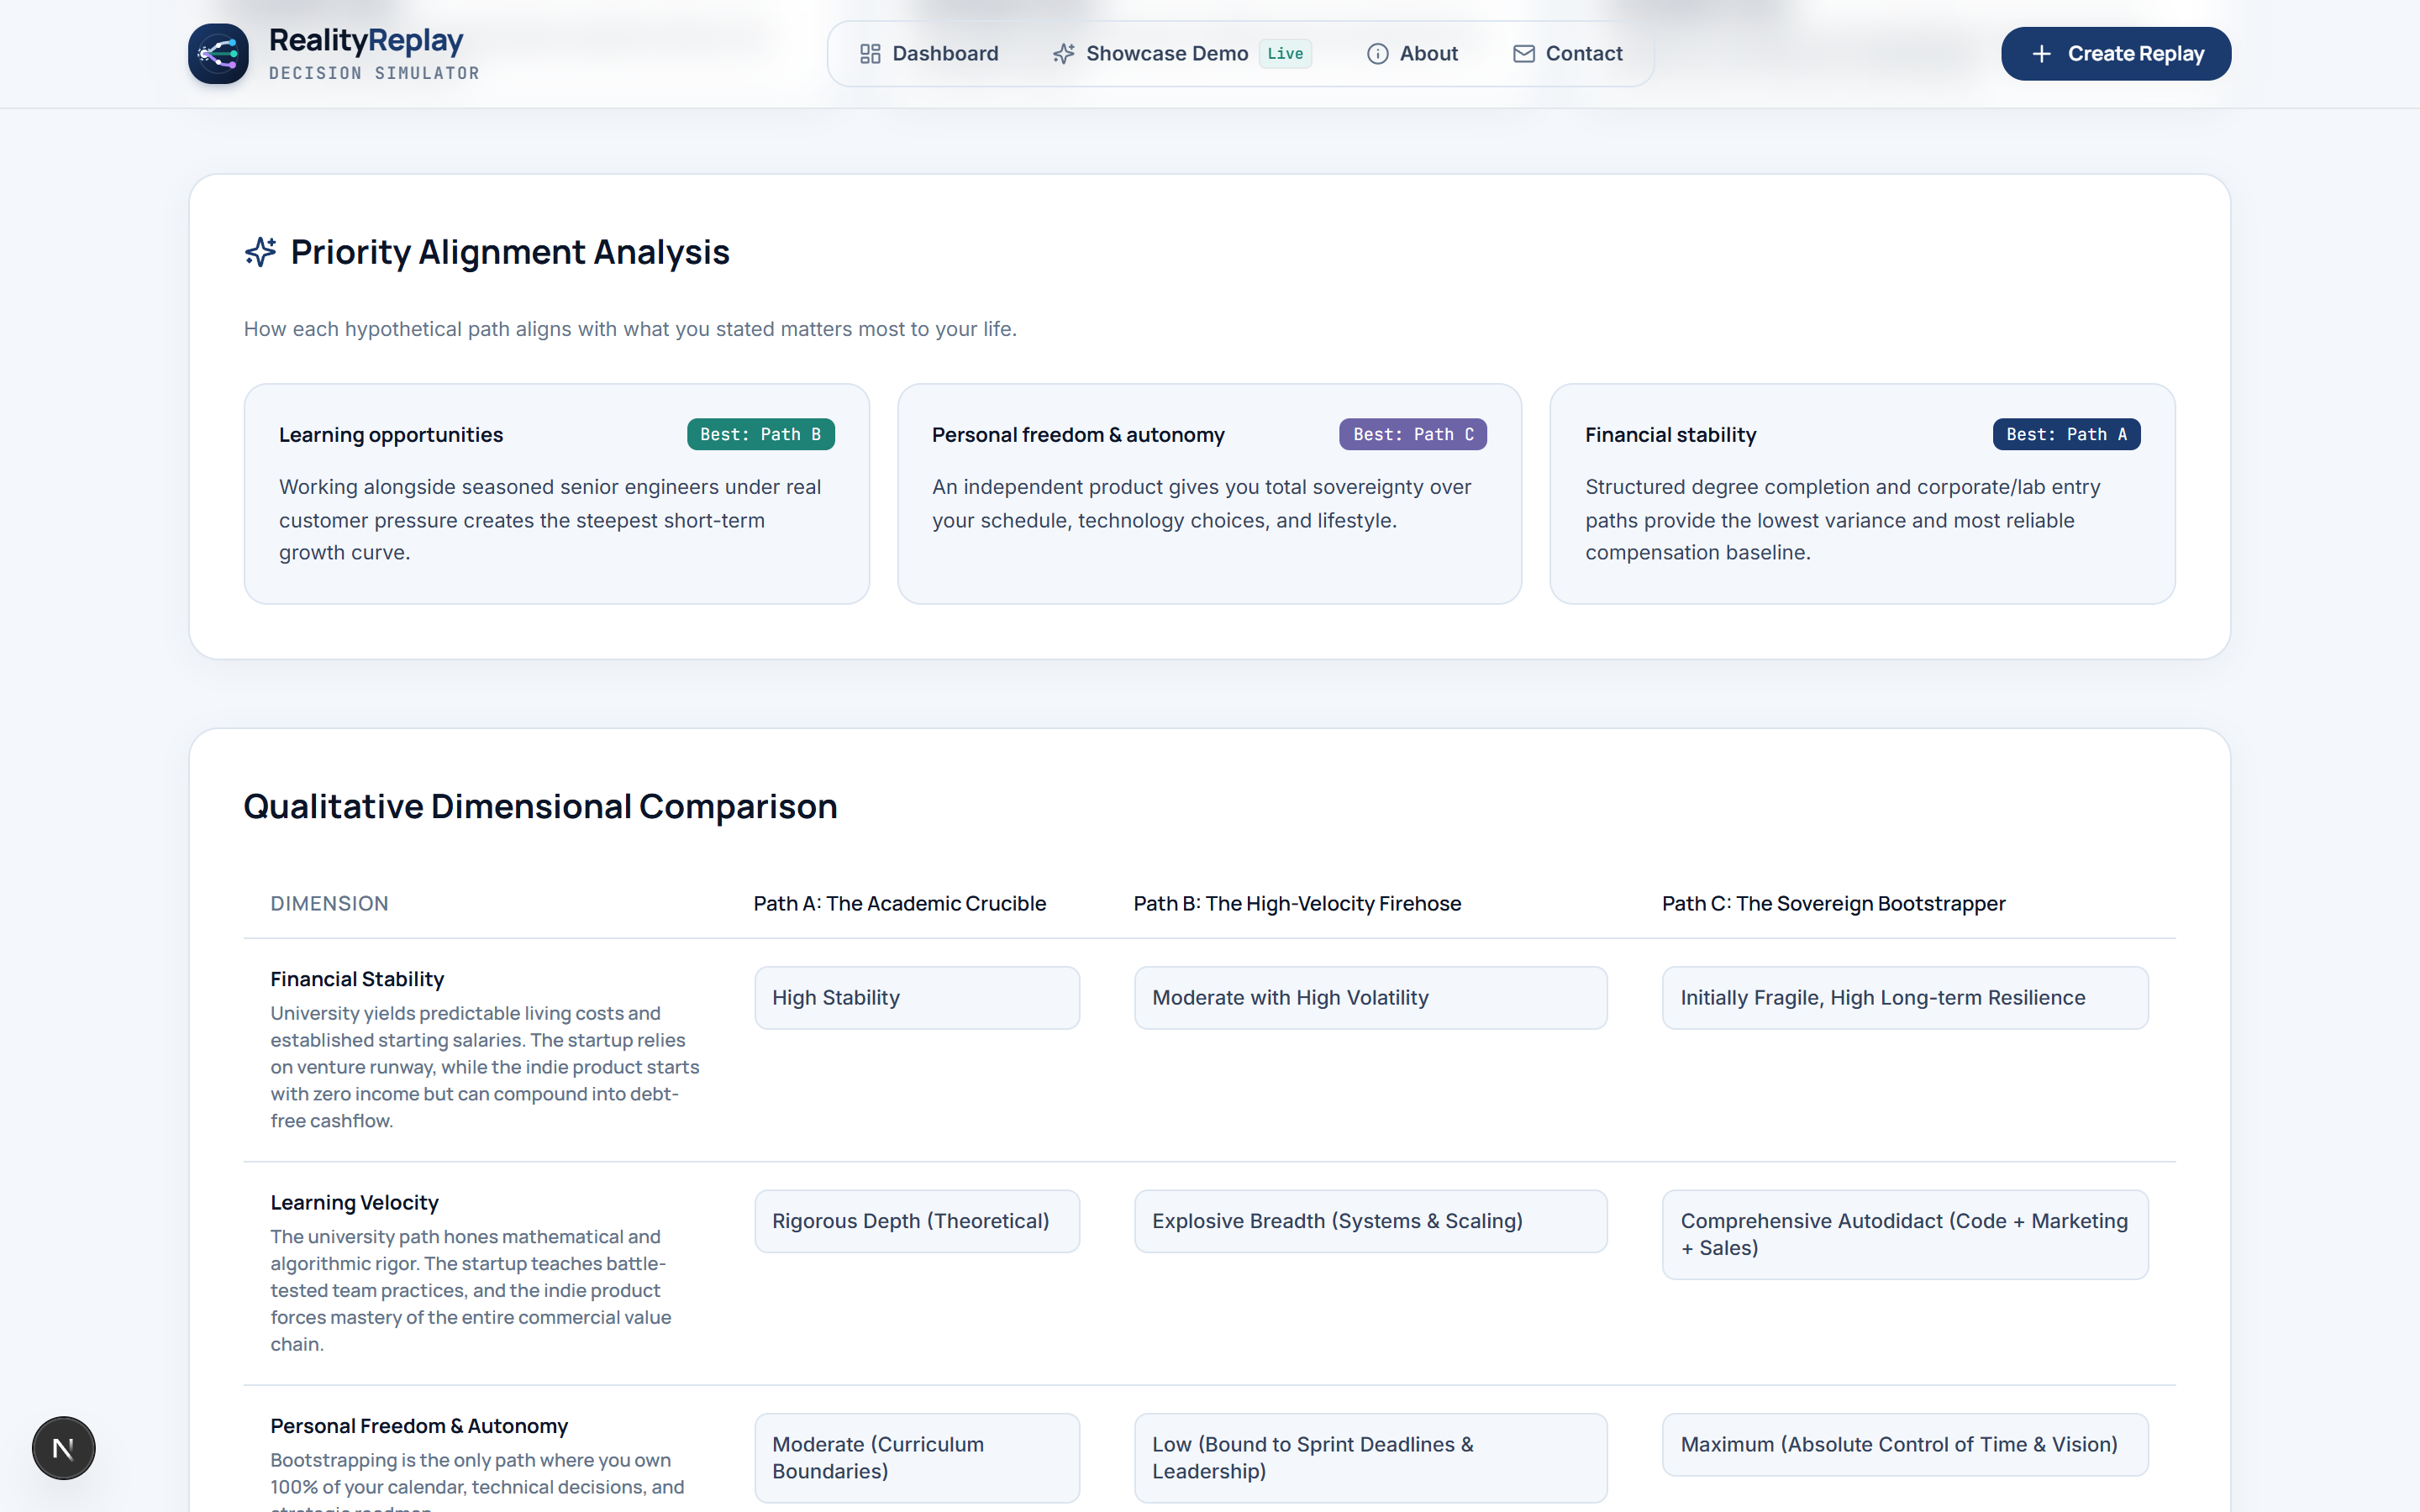 RealityReplay
DECISION SIMULATOR
Dashboard
Showcase Demo
Live
About
Contact
Create Replay
Priority Alignment Analysis
How each hypothetical path aligns with what you stated matters most to your life.
Learning opportunities
Best: Path B
Working alongside seasoned senior engineers under real
customer pressure creates the steepest short-term
growth curve.
Personal freedom & autonomy
Best: Path C
An independent product gives you total sovereignty over
your schedule, technology choices, and lifestyle.
Financial stability
Best: Path A
Structured degree completion and corporate/lab entry
paths provide the lowest variance and most reliable
compensation baseline.
Qualitative Dimensional Comparison
DIMENSION
Path A: The Academic Crucible
Path B: The High-Velocity Firehose
Path C: The Sovereign Bootstrapper
Financial Stability
University yields predictable living costs and
established starting salaries. The startup relies
on venture runway, while the indie product starts
with zero income but can compound into debt-
free cashflow.
High Stability
Moderate with High Volatility
Initially Fragile, High Long-term Resilience
Learning Velocity
The university path hones mathematical and
algorithmic rigor. The startup teaches battle-
tested team practices, and the indie product
forces mastery of the entire commercial value
chain.
Rigorous Depth (Theoretical)
Explosive Breadth (Systems & Scaling)
Comprehensive Autodidact (Code + Marketing
+ Sales)
Personal Freedom & Autonomy
Bootstrapping is the only path where you own
100% of your calendar, technical decisions, and
strategic roadmap.
Moderate (Curriculum
Boundaries)
Low (Bound to Sprint Deadlines &
Leadership)
Maximum (Absolute Control of Time & Vision)
N